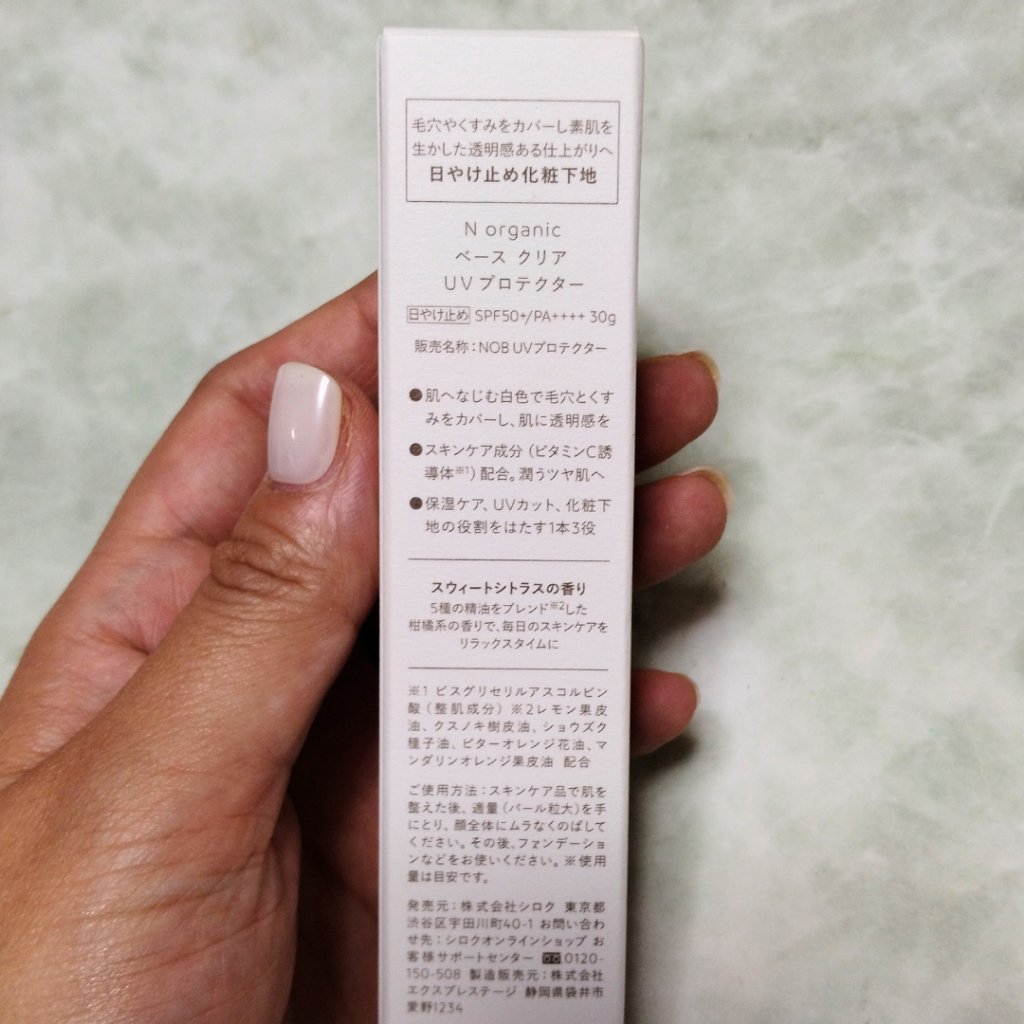 毛穴やくすみをカバーし素肌を
生かした透明感ある仕上がりへ
日やけ止め化粧下地
N organic
ベース クリア
UVプロテクター
日やけ止め SPF50+/PA++++ 30g
販売名称：NOB UVプロテクター
●肌へなじむ白色で毛穴とくす
みをカバーし、肌に透明感を
●スキンケア成分（ビタミンC誘
導体※1）配合。潤うツヤ肌へ
●保湿ケア、UVカット、化粧下
地の役割をはたす1本3役
スウィートシトラスの香り
5種の精油をブレンド※2した
柑橘系の香りで、毎日のスキンケアを
リラックスタイムに
※1 ビスグリセリルアスコルビン
酸（整肌成分）※2レモン果皮
油、クスノキ樹皮油、ショウズク
種子油、ビターオレンジ花油、マ
ンダリンオレンジ果皮油 配合
ご使用方法：スキンケア品で肌を
整えた後、適量（パール粒大）を手
にとり、顔全体にムラなくのばして
ください。その後、ファンデーショ
ンなどをお使いください。※使用
量は目安です。
発売元：株式会社シロク 東京都
渋谷区宇田川町40-1 お問い合わ
せ先：シロクオンラインショップ お
客様サポートセンター 0120-
150-508 製造販売元：株式会社
エクスプレステージ 静岡県袋井市
愛野1234